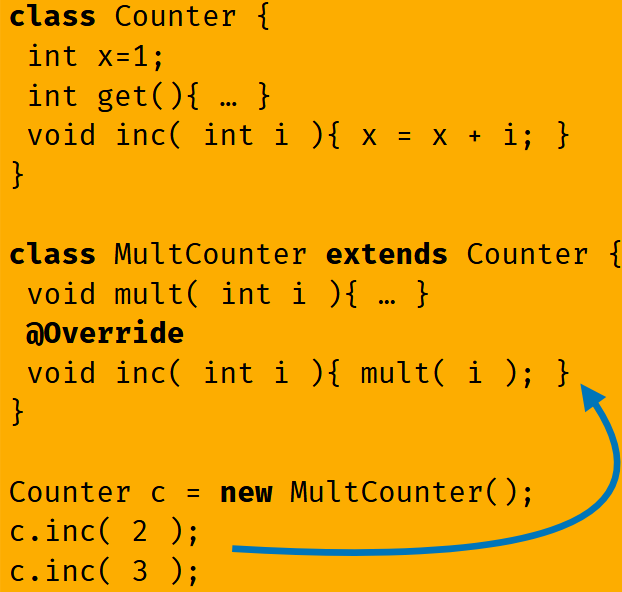 class Counter {
int x=1;
int get(){ … }
void inc( int i ){ x = x + i; }
}
class MultCounter extends Counter {
void mult( int i ){ … }
@Override
void inc( int i ){ mult( i ); }
}
Counter c = new MultCounter();
c.inc( 2 );
c.inc( 3 );